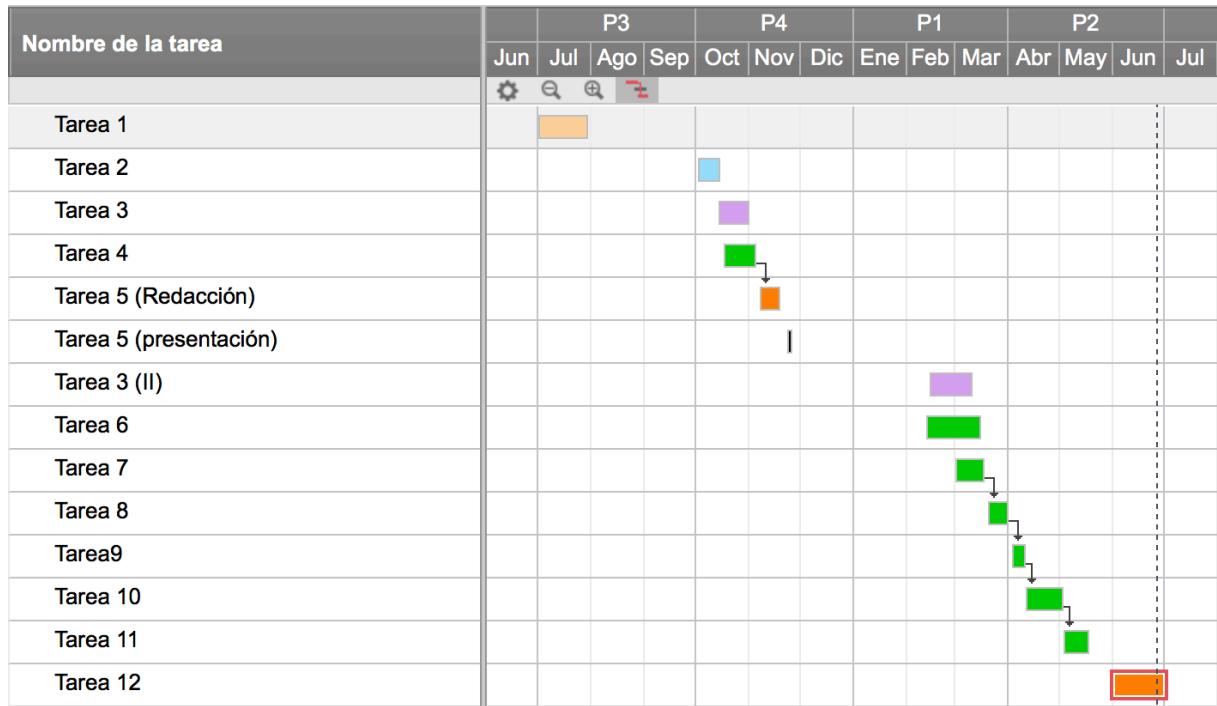 Nombre de la tarea
P3 P4 P1 P2
Jun Jul Ago Sep Oct Nov Dic Ene Feb Mar Abr May Jun Jul
Tarea 1
Tarea 2
Tarea 3
Tarea 4
Tarea 5 (Redacción)
Tarea 5 (presentación)
Tarea 3 (II)
Tarea 6
Tarea 7
Tarea 8
Tarea9
Tarea 10
Tarea 11
Tarea 12